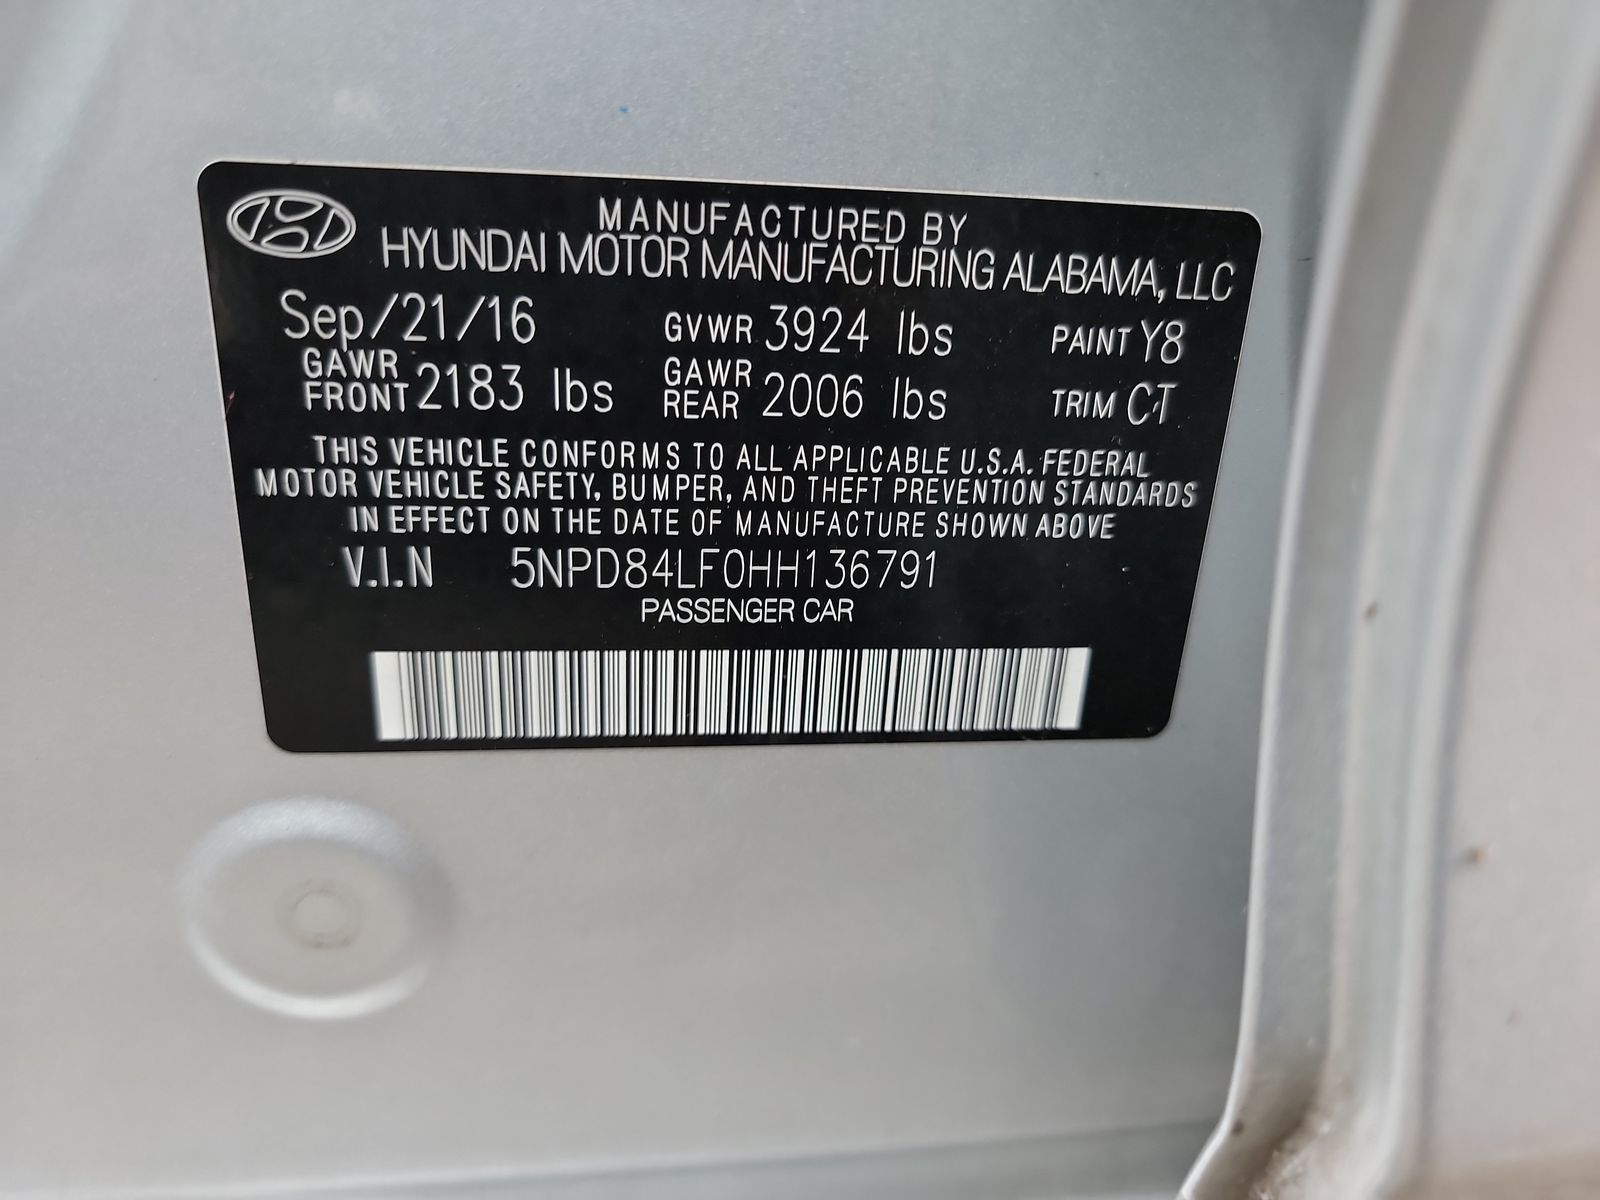 MANUFACTURED BY
HYUNDAI MOTOR MANUFACTURING ALABAMA, LLC
Sep/21/16 GVWR 3924 lbs PAINT Y8
GAWR FRONT 2183 lbs GAWR REAR 2006 lbs TRIM CT
THIS VEHICLE CONFORMS TO ALL APPLICABLE U.S.A. FEDERAL
MOTOR VEHICLE SAFETY, BUMPER, AND THEFT PREVENTION STANDARDS
IN EFFECT ON THE DATE OF MANUFACTURE SHOWN ABOVE
V.I.N 5NPD84LF0HH136791
PASSENGER CAR